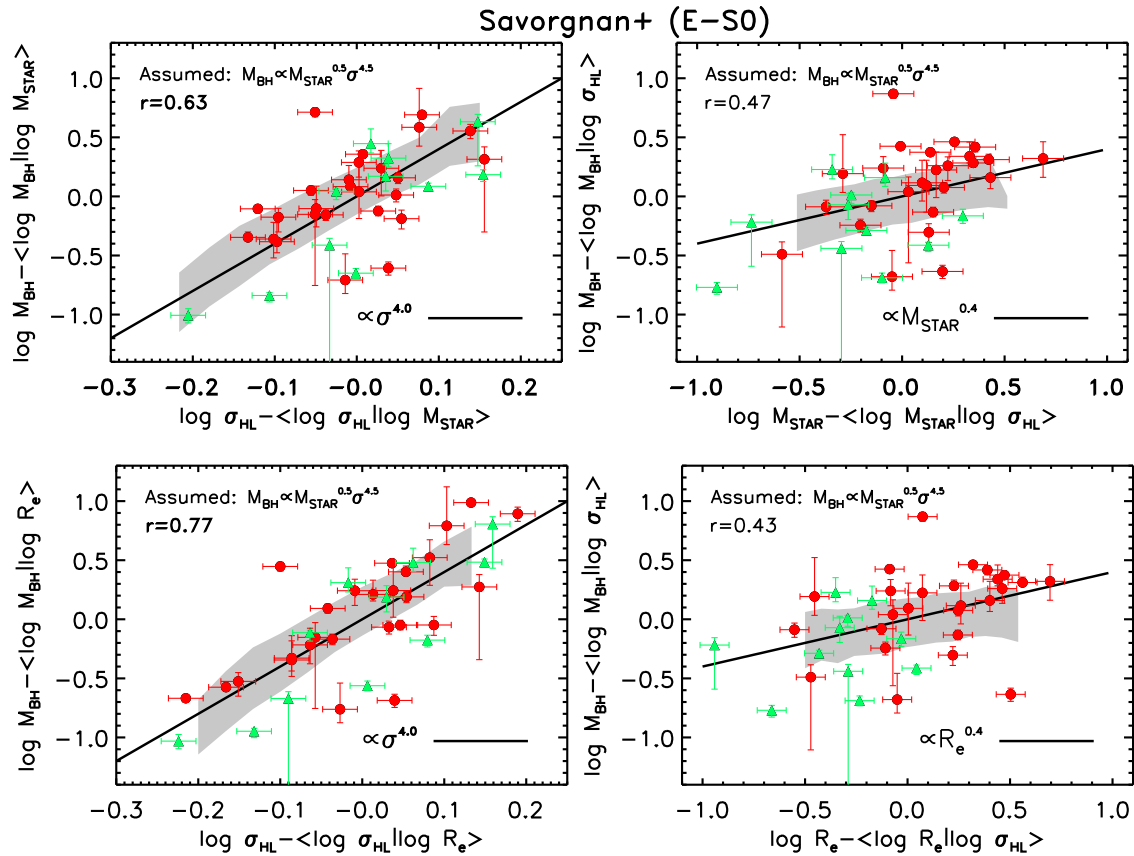 Savorgnan+ (E-S0)
log M_BH-<log M_BH|log M_STAR>
1.0
0.5
0.0
-0.5
-1.0
Assumed: M_BH∝M_STAR^0.5σ^4.5
r=0.63
∝σ^4.0
-0.3 -0.2 -0.1 -0.0 0.1 0.2
log σ_HL-<log σ_HL|log M_STAR>
log M_BH-<log M_BH|log σ_HL>
1.0
0.5
0.0
-0.5
-1.0
Assumed: M_BH∝M_STAR^0.5σ^4.5
r=0.47
∝M_STAR^0.4
-1.0 -0.5 0.0 0.5 1.0
log M_STAR-<log M_STAR|log σ_HL>
log M_BH-<log M_BH|log R_e>
1.0
0.5
0.0
-0.5
-1.0
Assumed: M_BH∝M_STAR^0.5σ^4.5
r=0.77
∝σ^4.0
-0.3 -0.2 -0.1 -0.0 0.1 0.2
log σ_HL-<log σ_HL|log R_e>
log M_BH-<log M_BH|log σ_HL>
1.0
0.5
0.0
-0.5
-1.0
Assumed: M_BH∝M_STAR^0.5σ^4.5
r=0.43
∝R_e^0.4
-1.0 -0.5 0.0 0.5 1.0
log R_e-<log R_e|log σ_HL>